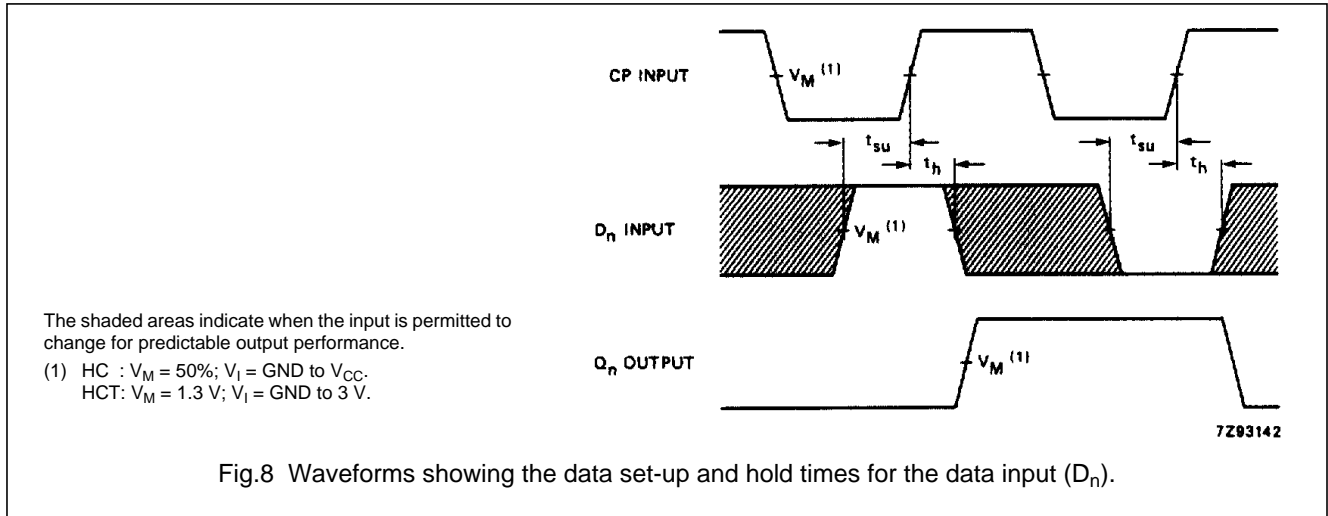 CP INPUT
V_M (1)
t_su
t_h
t_su
t_h
D_n INPUT
V_M (1)
The shaded areas indicate when the input is permitted to
change for predictable output performance.
(1) HC : V_M = 50%; V_I = GND to V_CC.
HCT: V_M = 1.3 V; V_I = GND to 3 V.
Q_n OUTPUT
V_M (1)
7Z93142
Fig.8 Waveforms showing the data set-up and hold times for the data input (D_n).